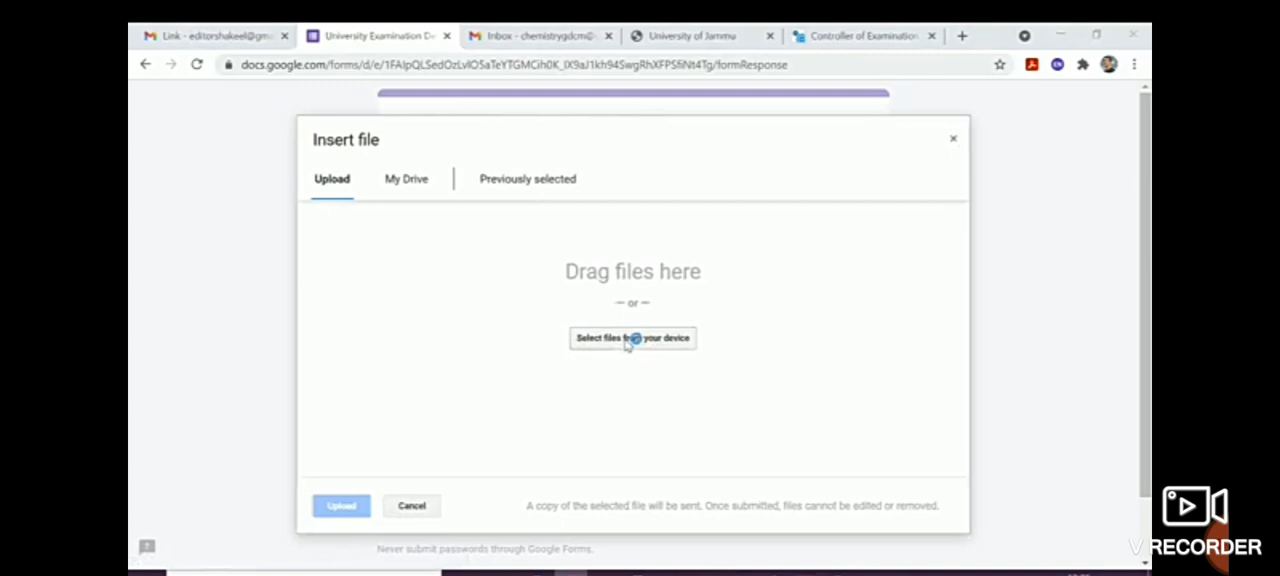 Link - editorshakeel@gm
University Examination D
Inbox - chemistrygdcm@
University of Jammu
Controller of Examination
docs.google.com/forms/d/e/
/formResponse
Insert file
Upload
My Drive
Previously selected
Drag files here
— or —
Select files from your device
Upload
Cancel
A copy of the selected file will be sent. Once submitted, files cannot be edited or removed.
Never submit passwords through Google Forms.
V RECORDER